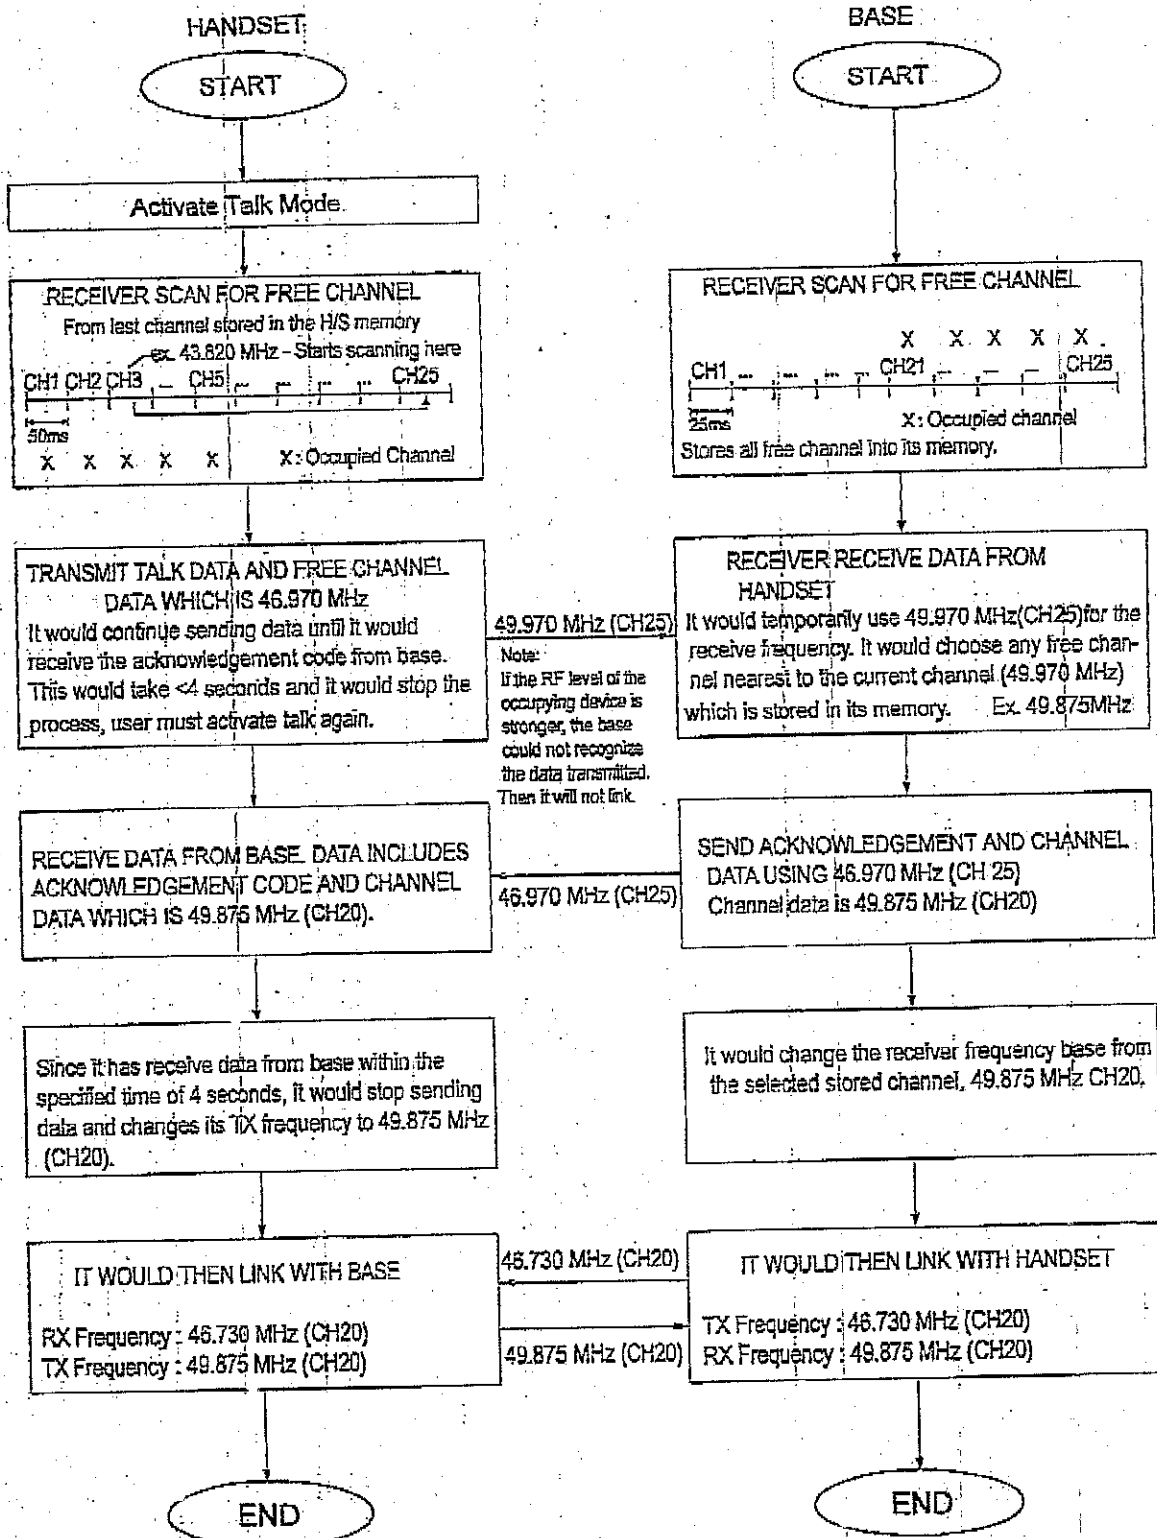 HANDSET
START
Activate Talk Mode.
RECEIVER SCAN FOR FREE CHANNEL
From last channel stored in the H/S memory
ex. 43.820 MHz - Starts scanning here
CH1 CH2 CH3 ... CH5 ... ... ... ... CH25
50ms
X X X X X X: Occupied Channel
TRANSMIT TALK DATA AND FREE CHANNEL
DATA WHICH IS 46.970 MHz
It would continue sending data until it would
receive the acknowledgement code from base.
This would take <4 seconds and it would stop the
process, user must activate talk again.
49.970 MHz (CH25)
Note:
If the RF level of the
occupying device is
stronger, the base
could not recognize
the data transmitted.
Then it will not link.
RECEIVE DATA FROM BASE. DATA INCLUDES
ACKNOWLEDGEMENT CODE AND CHANNEL
DATA WHICH IS 49.875 MHz (CH20).
46.970 MHz (CH25)
Since it has receive data from base within the
specified time of 4 seconds, it would stop sending
data and changes its TX frequency to 49.875 MHz
(CH20).
IT WOULD THEN LINK WITH BASE
RX Frequency : 46.730 MHz (CH20)
TX Frequency : 49.875 MHz (CH20)
46.730 MHz (CH20)
49.875 MHz (CH20)
END
BASE
START
RECEIVER SCAN FOR FREE CHANNEL
X X X X X
CH1 ... ... ... ... CH21 ... ... ... CH25
25ms
X: Occupied channel
Stores all free channel into its memory.
RECEIVER RECEIVE DATA FROM
HANDSET
It would temporarily use 49.970 MHz(CH25)for the
receive frequency. It would choose any free chan-
nel nearest to the current channel (49.970 MHz)
which is stored in its memory. Ex. 49.875MHz
SEND ACKNOWLEDGEMENT AND CHANNEL
DATA USING 46.970 MHz (CH 25)
Channel data is 49.875 MHz (CH20)
It would change the receiver frequency base from
the selected stored channel, 49.875 MHz CH20.
IT WOULD THEN LINK WITH HANDSET
TX Frequency : 46.730 MHz (CH20)
RX Frequency : 49.875 MHz (CH20)
END